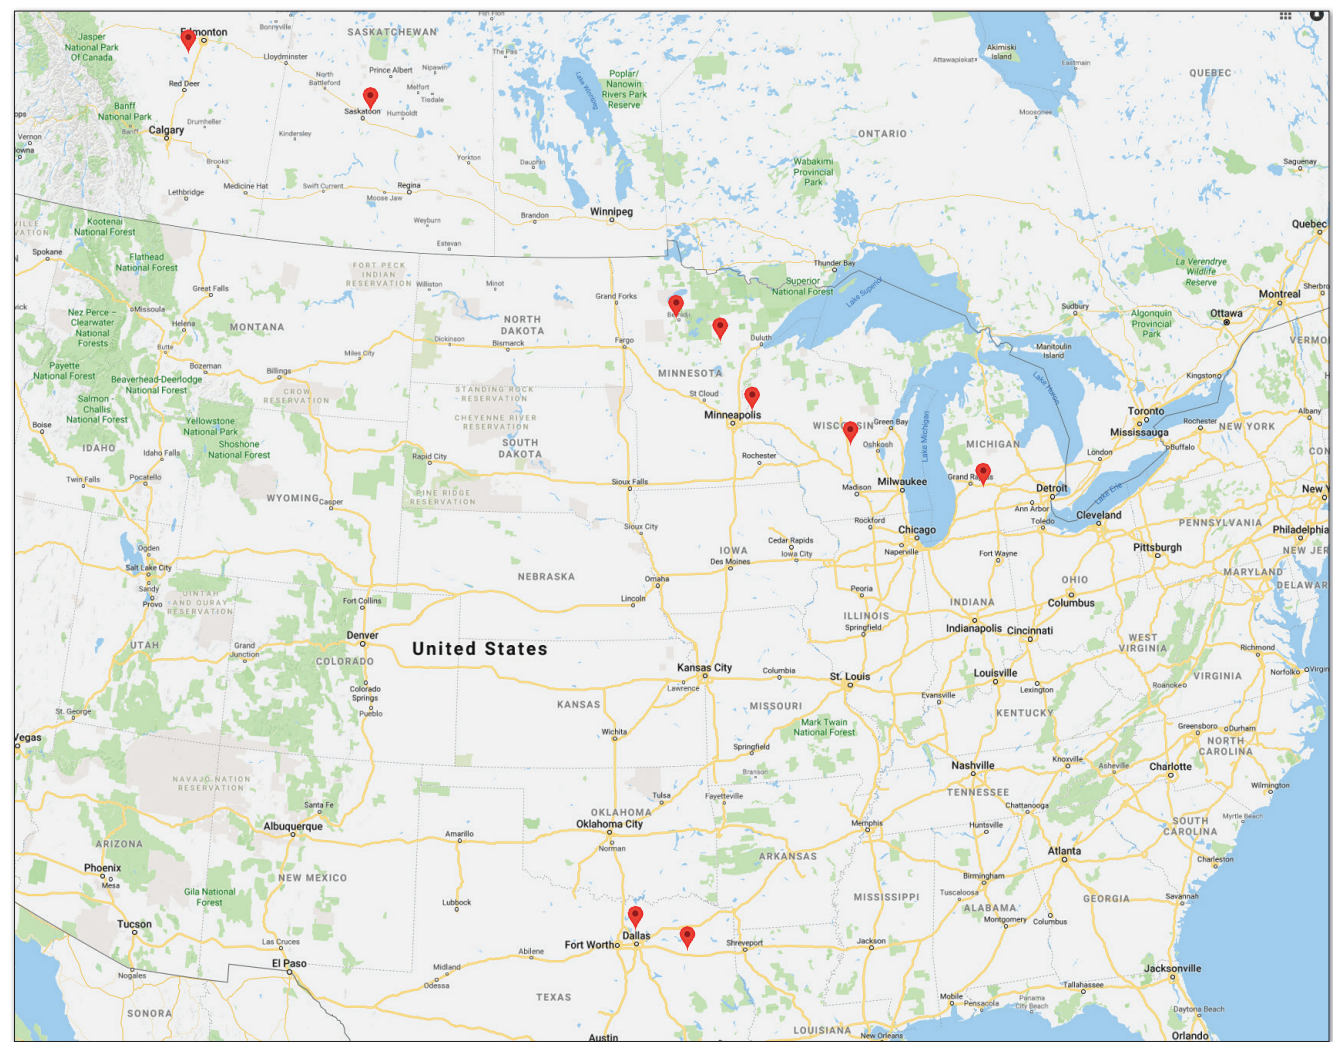 Jasper
National Park
Of Canada
Edmonton
Bonnyville
Lloydminster
SASKATCHEWAN
Flin Flon
The Pas
Prince Albert
Nipawin
North
Battleford
Melfort
Tisdale
Red Deer
Saskatoon
Humboldt
Banff
National Park
Banff
Calgary
Drumheller
Kindersley
Vernon
Brooks
Lethbridge
Medicine Hat
Swift Current
Moose Jaw
Regina
Yorkton
Dauphin
Weyburn
Estevan
Brandon
Winnipeg
Lake Winnipeg
Poplar/
Nanowin
Rivers Park
Reserve
ONTARIO
Wabakimi
Provincial
Park
Akimiski
Island
Attawapiskat
Eastmain
Moosonee
QUEBEC
Saguenay
Quebec
La Verendrye
Wildlife
Reserve
Montreal
Sherbro
Ottawa
Algonquin
Provincial
Park
Sudbury
Manitoulin
Island
Kingston
Toronto
Mississauga
Rochester
NEW YORK
Albany
VERMO
Buffalo
London
Thunder Bay
Superior
National Forest
Lake Superior
Lake Huron
Lake Michigan
Lake Erie
Kootenai
National Forest
Spokane
Flathead
National Forest
FORT PECK
INDIAN
RESERVATION
Williston
Minot
Grand Forks
Great Falls
Missoula
Nez Perce –
Clearwater
National
Forests
Helena
MONTANA
Butte
Bozeman
Billings
Miles City
Dickinson
Bismarck
NORTH
DAKOTA
Fargo
Bemidji
Duluth
MINNESOTA
St Cloud
Minneapolis
Rochester
Payette
National Forest
Beaverhead-Deerlodge
National Forest
Salmon -
Challis
National Forest
Yellowstone
National Park
Shoshone
National Forest
CROW
RESERVATION
STANDING ROCK
RESERVATION
CHEYENNE RIVER
RESERVATION
SOUTH
DAKOTA
Boise
IDAHO
Idaho Falls
Pocatello
Twin Falls
Rapid City
PINE RIDGE
RESERVATION
WYOMING
Casper
Sioux Falls
Sioux City
WISCONSIN
Green Bay
Oshkosh
Madison
Milwaukee
MICHIGAN
Grand Rapids
Detroit
Ann Arbor
Toledo
Cleveland
Rockford
Chicago
Naperville
Fort Wayne
PENNSYLVANIA
Pittsburgh
Philadelphia
New Y
NEW JER
MARYLAND
DELAWAR
CON
Ogden
Salt Lake City
Sandy
Provo
UINTAH
AND OURAY
RESERVATION
Fort Collins
Denver
Grand
Junction
UTAH
COLORADO
Colorado
Springs
Pueblo
St. George
United States
NEBRASKA
IOWA
Des Moines
Cedar Rapids
Iowa City
Omaha
Lincoln
Peoria
ILLINOIS
Springfield
INDIANA
Indianapolis
OHIO
Columbus
Cincinnati
WEST
VIRGINIA
Richmond
VIRGINIA
Roanoke
Norfolk
Virgin
Kansas City
Lawrence
Columbia
St. Louis
MISSOURI
KANSAS
Wichita
Louisville
Lexington
Evansville
KENTUCKY
Mark Twain
National Forest
Springfield
Branson
Vegas
NAVAJO NATION
RESERVATION
Santa Fe
Albuquerque
Amarillo
Tulsa
OKLAHOMA
Oklahoma City
Norman
Fayetteville
Nashville
TENNESSEE
Knoxville
Asheville
Charlotte
Greensboro
Durham
NORTH
CAROLINA
Wilmington
Memphis
Huntsville
Chattanooga
SOUTH
CAROLINA
Myrtle Beach
Charleston
Atlanta
ARIZONA
Phoenix
Mesa
NEW MEXICO
Gila National
Forest
Tucson
Las Cruces
El Paso
Nogales
SONORA
Lubbock
Abilene
Midland
Odessa
Fort Worth
Dallas
TEXAS
Austin
Shreveport
ARKANSAS
MISSISSIPPI
Jackson
LOUISIANA
New Orleans
Birmingham
Tuscaloosa
ALABAMA
Montgomery
Columbus
GEORGIA
Savannah
Mobile
Pensacola
Panama
City Beach
Tallahassee
Jacksonville
Daytona Beach
Orlando